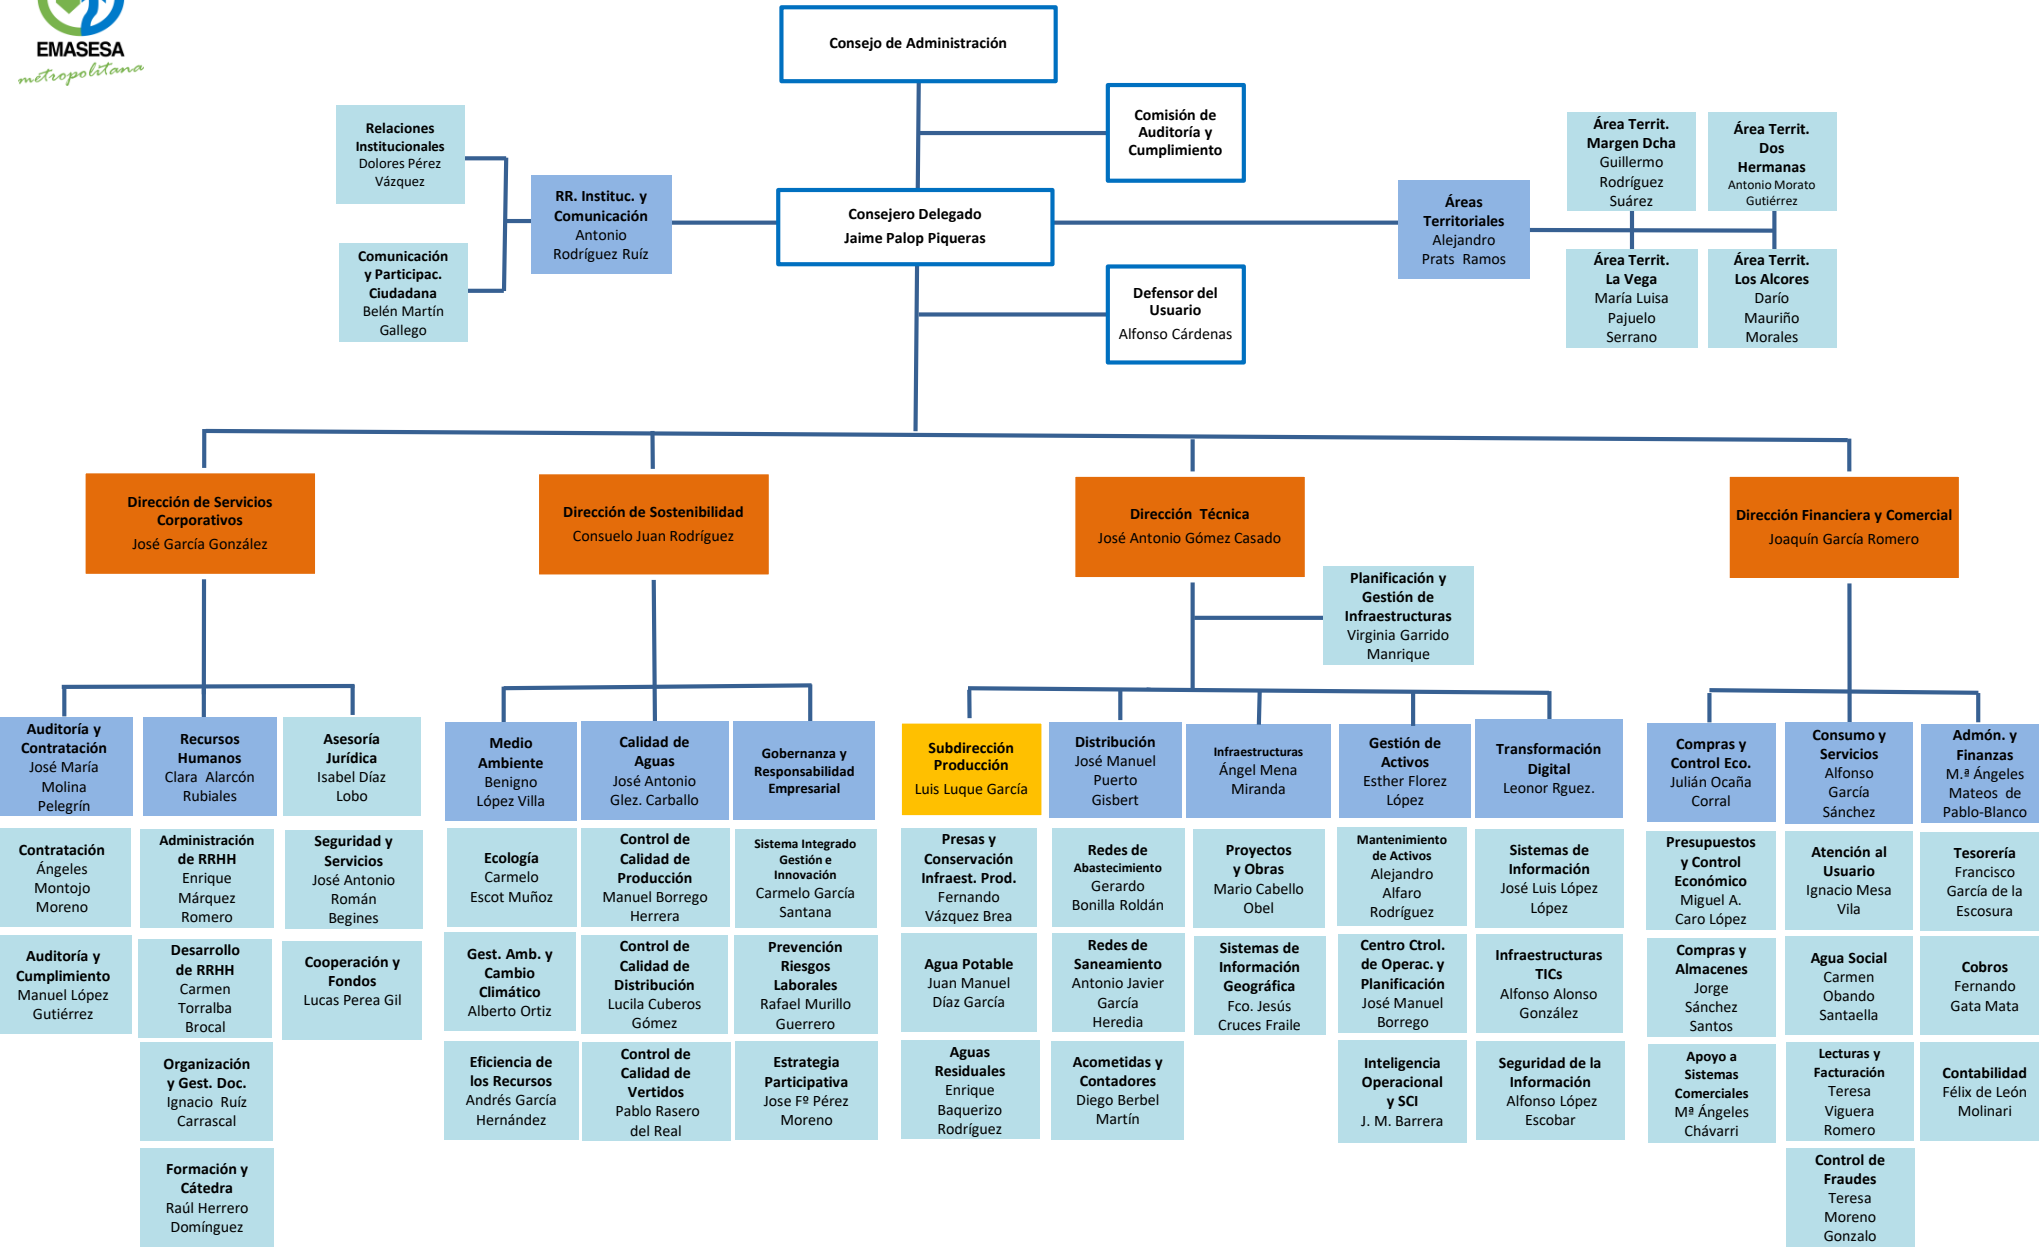 EMASESA
metropolitana
Consejo de Administración
Comisión de
Auditoría y
Cumplimiento
Relaciones
Institucionales
Dolores Pérez
Vázquez
Comunicación
y Participac.
Ciudadana
Belén Martín
Gallego
RR. Instituc. y
Comunicación
Antonio
Rodríguez Ruíz
Consejero Delegado
Jaime Palop Piqueras
Defensor del
Usuario
Alfonso Cárdenas
Áreas
Territoriales
Alejandro
Prats Ramos
Área Territ.
Margen Dcha
Guillermo
Rodríguez
Suárez
Área Territ.
Dos
Hermanas
Antonio Morato
Gutiérrez
Área Territ.
La Vega
María Luisa
Pajuelo
Serrano
Área Territ.
Los Alcores
Darío
Mauriño
Morales
Dirección de Servicios
Corporativos
José García González
Dirección de Sostenibilidad
Consuelo Juan Rodríguez
Dirección Técnica
José Antonio Gómez Casado
Dirección Financiera y Comercial
Joaquín García Romero
Planificación y
Gestión de
Infraestructuras
Virginia Garrido
Manrique
Auditoría y
Contratación
José María
Molina
Pelegrín
Contratación
Ángeles
Montojo
Moreno
Auditoría y
Cumplimiento
Manuel López
Gutiérrez
Recursos
Humanos
Clara Alarcón
Rubiales
Administración
de RRHH
Enrique
Márquez
Romero
Desarrollo
de RRHH
Carmen
Torralba
Brocal
Organización
y Gest. Doc.
Ignacio Ruíz
Carrascal
Formación y
Cátedra
Raúl Herrero
Domínguez
Asesoría
Jurídica
Isabel Díaz
Lobo
Seguridad y
Servicios
José Antonio
Román
Begines
Cooperación y
Fondos
Lucas Perea Gil
Medio
Ambiente
Benigno
López Villa
Ecología
Carmelo
Escot Muñoz
Gest. Amb. y
Cambio
Climático
Alberto Ortiz
Eficiencia de
los Recursos
Andrés García
Hernández
Calidad de
Aguas
José Antonio
Glez. Carballo
Control de
Calidad de
Producción
Manuel Borrego
Herrera
Control de
Calidad de
Distribución
Lucila Cuberos
Gómez
Control de
Calidad de
Vertidos
Pablo Rasero
del Real
Gobernanza y
Responsabilidad
Empresarial
Sistema Integrado
Gestión e
Innovación
Carmelo García
Santana
Prevención
Riesgos
Laborales
Rafael Murillo
Guerrero
Estrategia
Participativa
Jose Fº Pérez
Moreno
Subdirección
Producción
Luis Luque García
Presas y
Conservación
Infraest. Prod.
Fernando
Vázquez Brea
Agua Potable
Juan Manuel
Díaz García
Aguas
Residuales
Enrique
Baquerizo
Rodríguez
Distribución
José Manuel
Puerto
Gisbert
Redes de
Abastecimiento
Gerardo
Bonilla Roldán
Redes de
Saneamiento
Antonio Javier
García
Heredia
Acometidas y
Contadores
Diego Berbel
Martín
Infraestructuras
Ángel Mena
Miranda
Proyectos
y Obras
Mario Cabello
Obel
Sistemas de
Información
Geográfica
Fco. Jesús
Cruces Fraile
Gestión de
Activos
Esther Florez
López
Mantenimiento
de Activos
Alejandro
Alfaro
Rodríguez
Centro Ctrol.
de Operac. y
Planificación
José Manuel
Borrego
Inteligencia
Operacional
y SCI
J. M. Barrera
Transformación
Digital
Leonor Rguez.
Sistemas de
Información
José Luis López
López
Infraestructuras
TICs
Alfonso Alonso
González
Seguridad de la
Información
Alfonso López
Escobar
Compras y
Control Eco.
Julián Ocaña
Corral
Presupuestos
y Control
Económico
Miguel A.
Caro López
Compras y
Almacenes
Jorge
Sánchez
Santos
Apoyo a
Sistemas
Comerciales
Mª Ángeles
Chávarri
Consumo y
Servicios
Alfonso
García
Sánchez
Atención al
Usuario
Ignacio Mesa
Vila
Agua Social
Carmen
Obando
Santaella
Lecturas y
Facturación
Teresa
Viguera
Romero
Control de
Fraudes
Teresa
Moreno
Gonzalo
Admón. y
Finanzas
M.ª Ángeles
Mateos de
Pablo-Blanco
Tesorería
Francisco
García de la
Escosura
Cobros
Fernando
Gata Mata
Contabilidad
Félix de León
Molinari